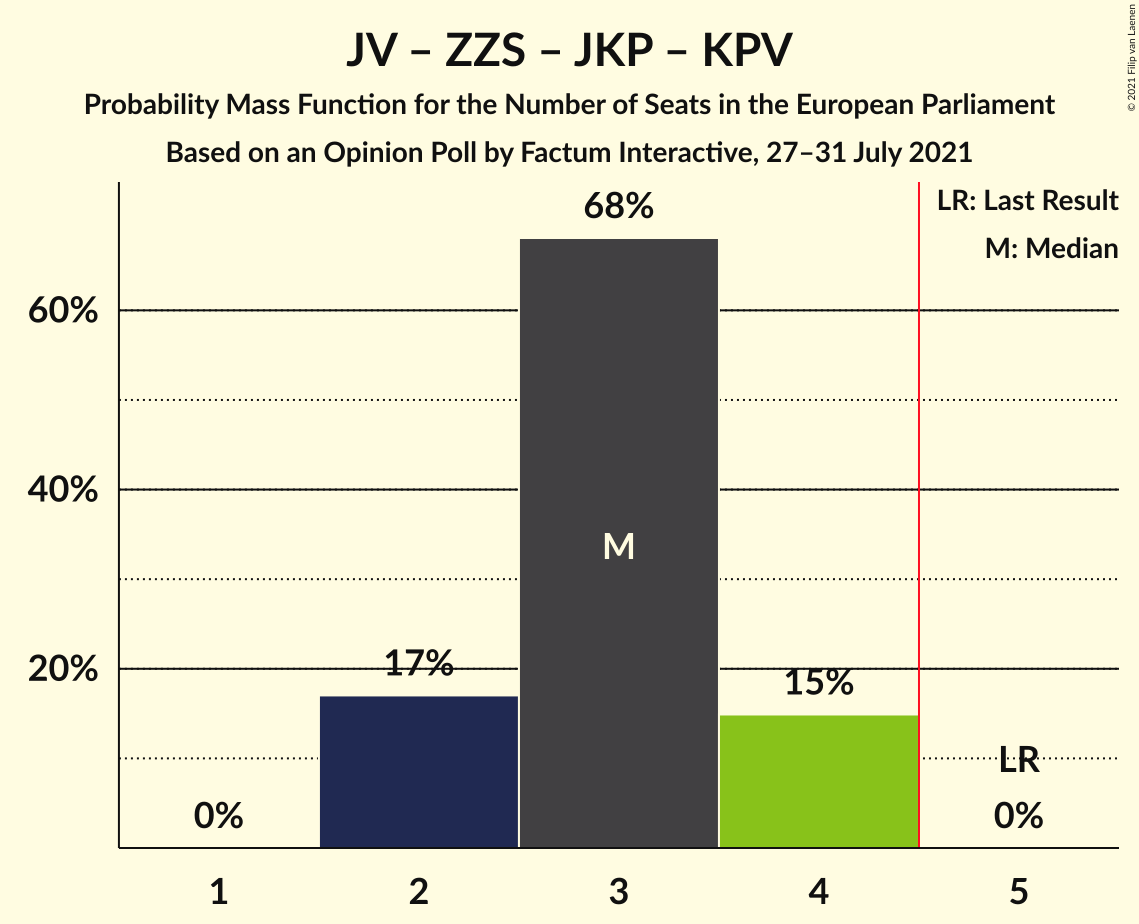 JV – ZZS – JKP – KPV
Probability Mass Function for the Number of Seats in the European Parliament
Based on an Opinion Poll by Factum Interactive, 27–31 July 2021
© 2021 Filip van Laenen
LR: Last Result
M: Median
68%
60%
40%
M
20%
17%
15%
LR
0%
0%
1
2
3
4
5